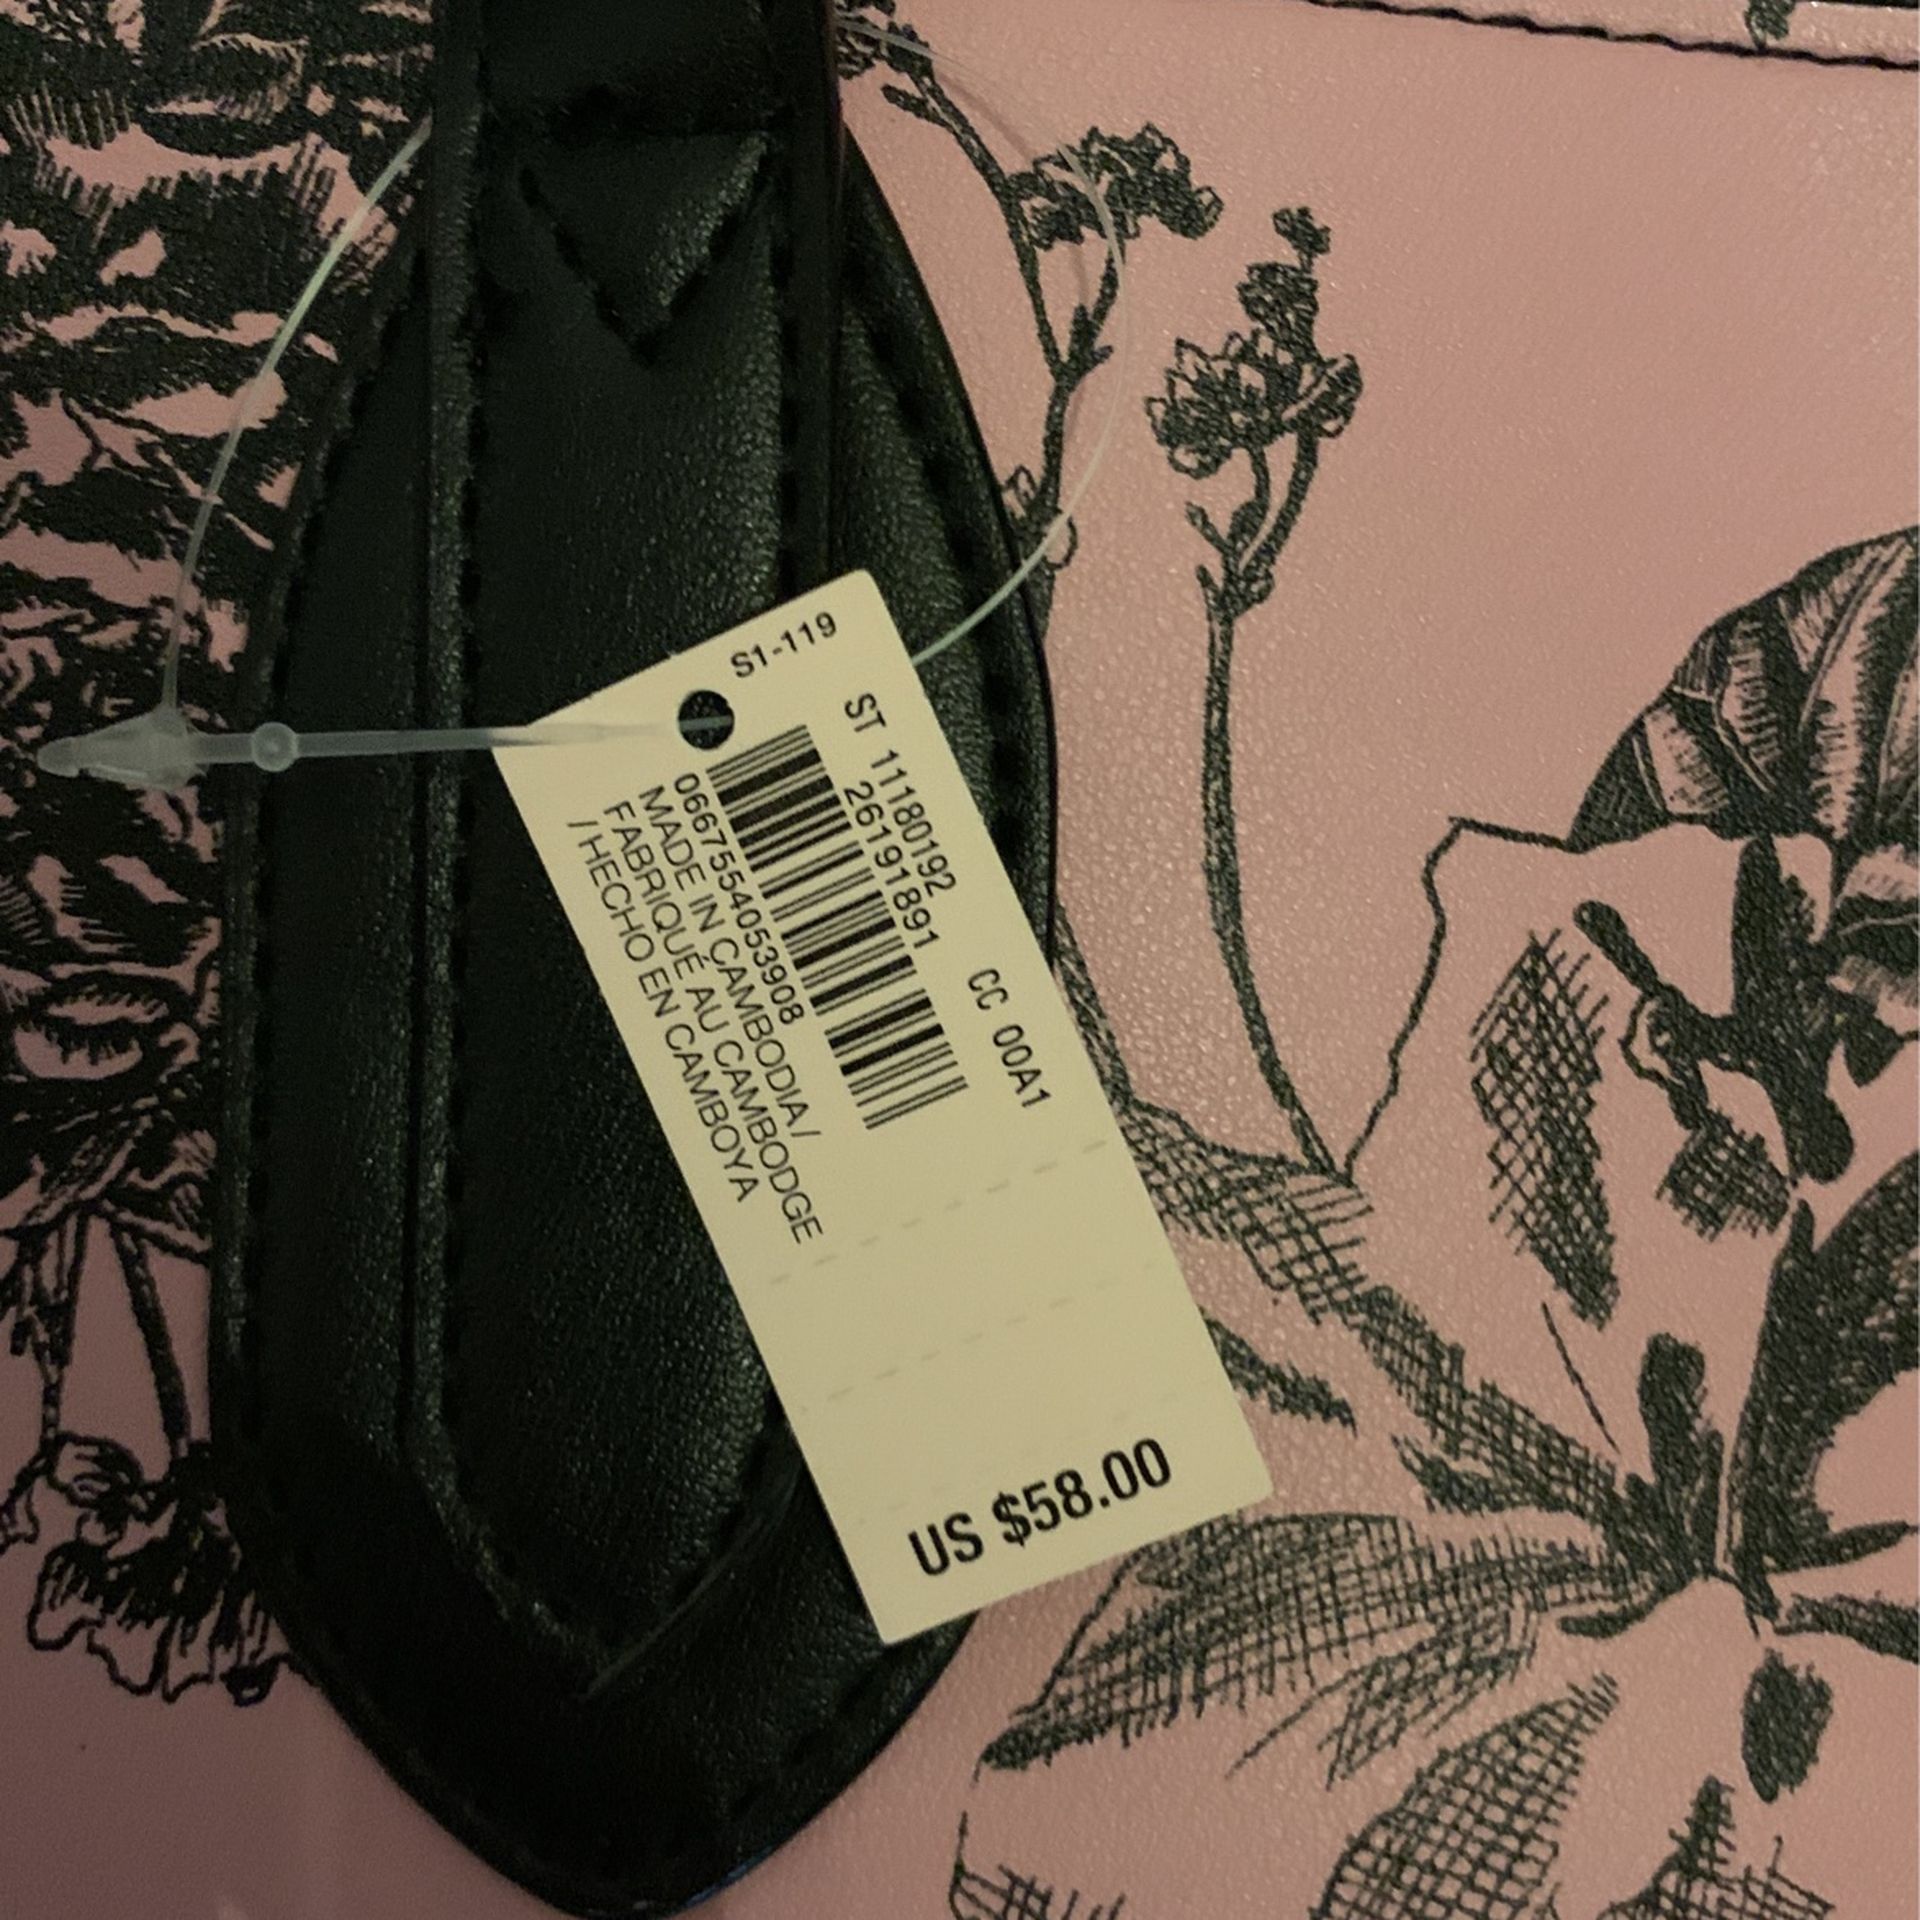 S1-119
ST 11180192 CC 00A1
26191891
0667554053908
MADE IN CAMBODIA /
FABRIQUÉ AU CAMBODGE
/ HECHO EN CAMBOYA
US $58.00